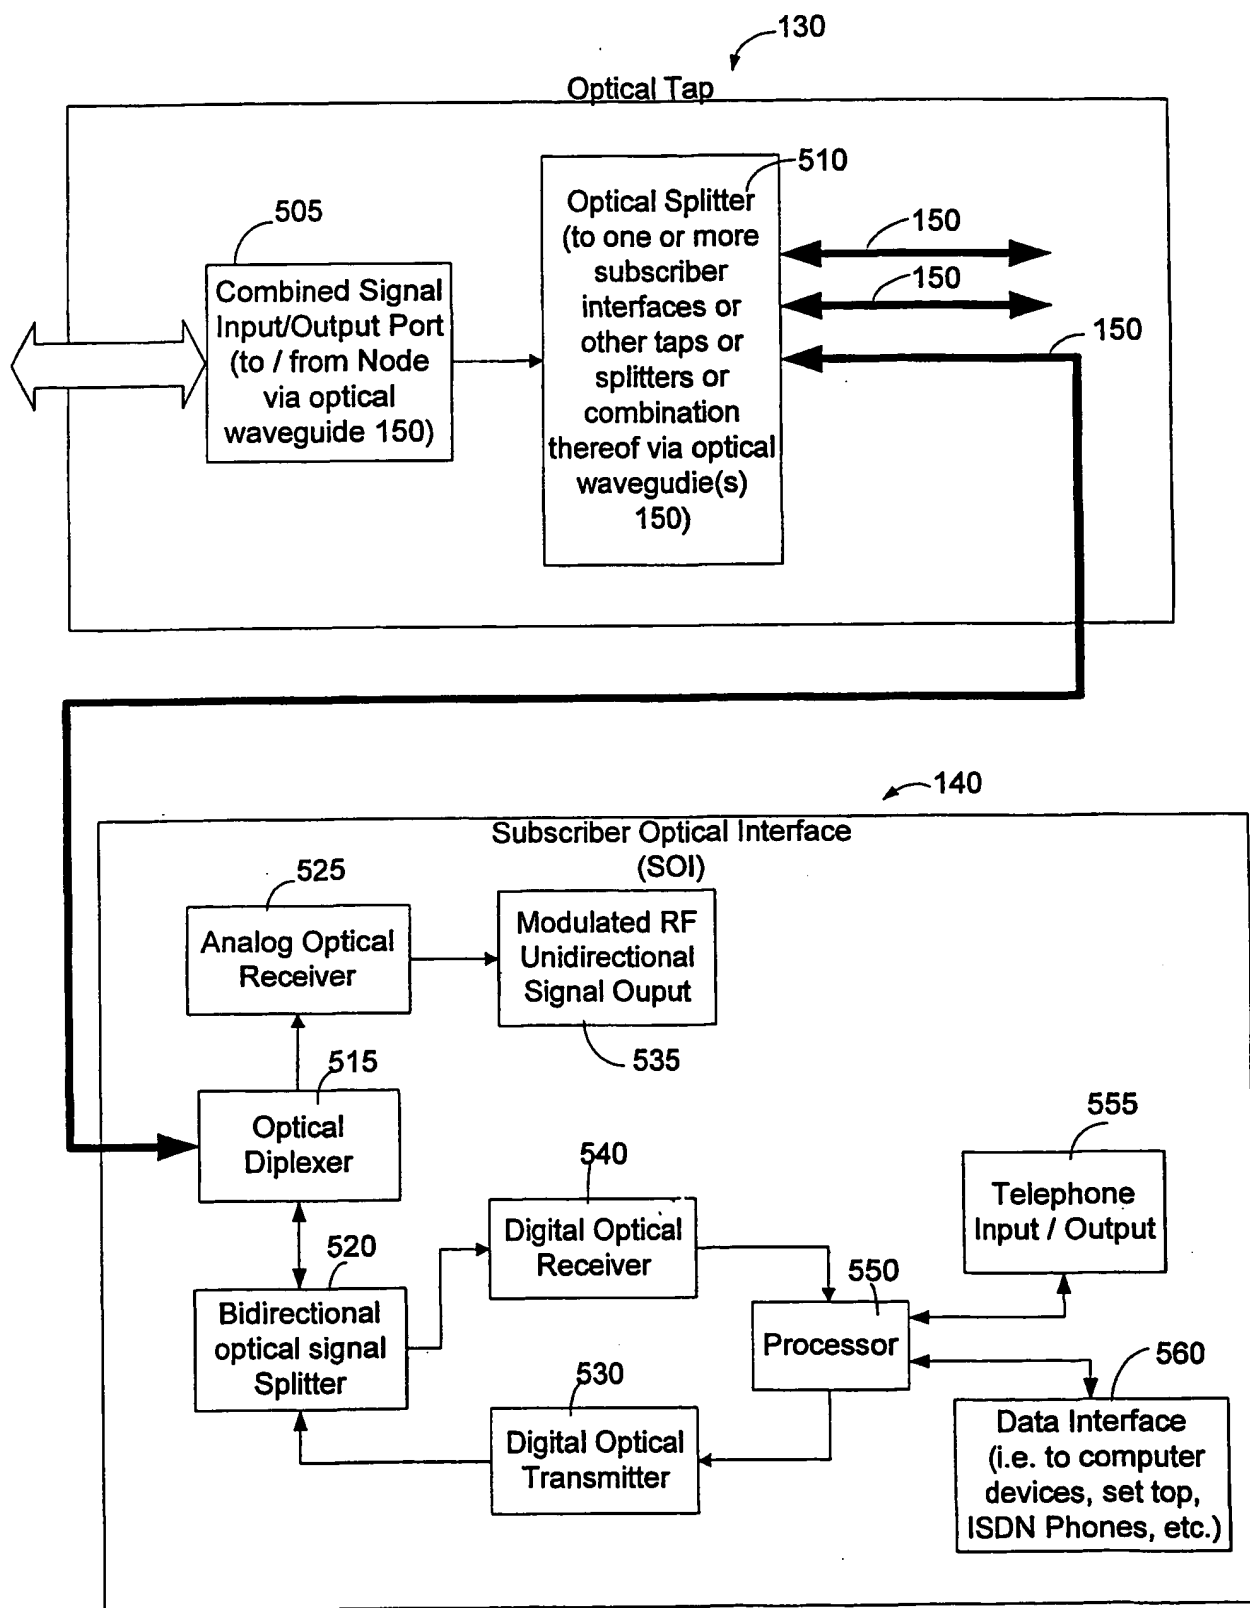 130
Optical Tap
510
505
Optical Splitter
(to one or more
subscriber
interfaces or
other taps or
splitters or
combination
thereof via optical
wavegudie(s)
150)
150
150
150
Combined Signal
Input/Output Port
(to / from Node
via optical
waveguide 150)
140
Subscriber Optical Interface
(SOI)
525
Analog Optical
Receiver
Modulated RF
Unidirectional
Signal Ouput
535
515
Optical
Diplexer
540
Digital Optical
Receiver
555
Telephone
Input / Output
520
Bidirectional
optical signal
Splitter
550
Processor
530
Digital Optical
Transmitter
560
Data Interface
(i.e. to computer
devices, set top,
ISDN Phones, etc.)